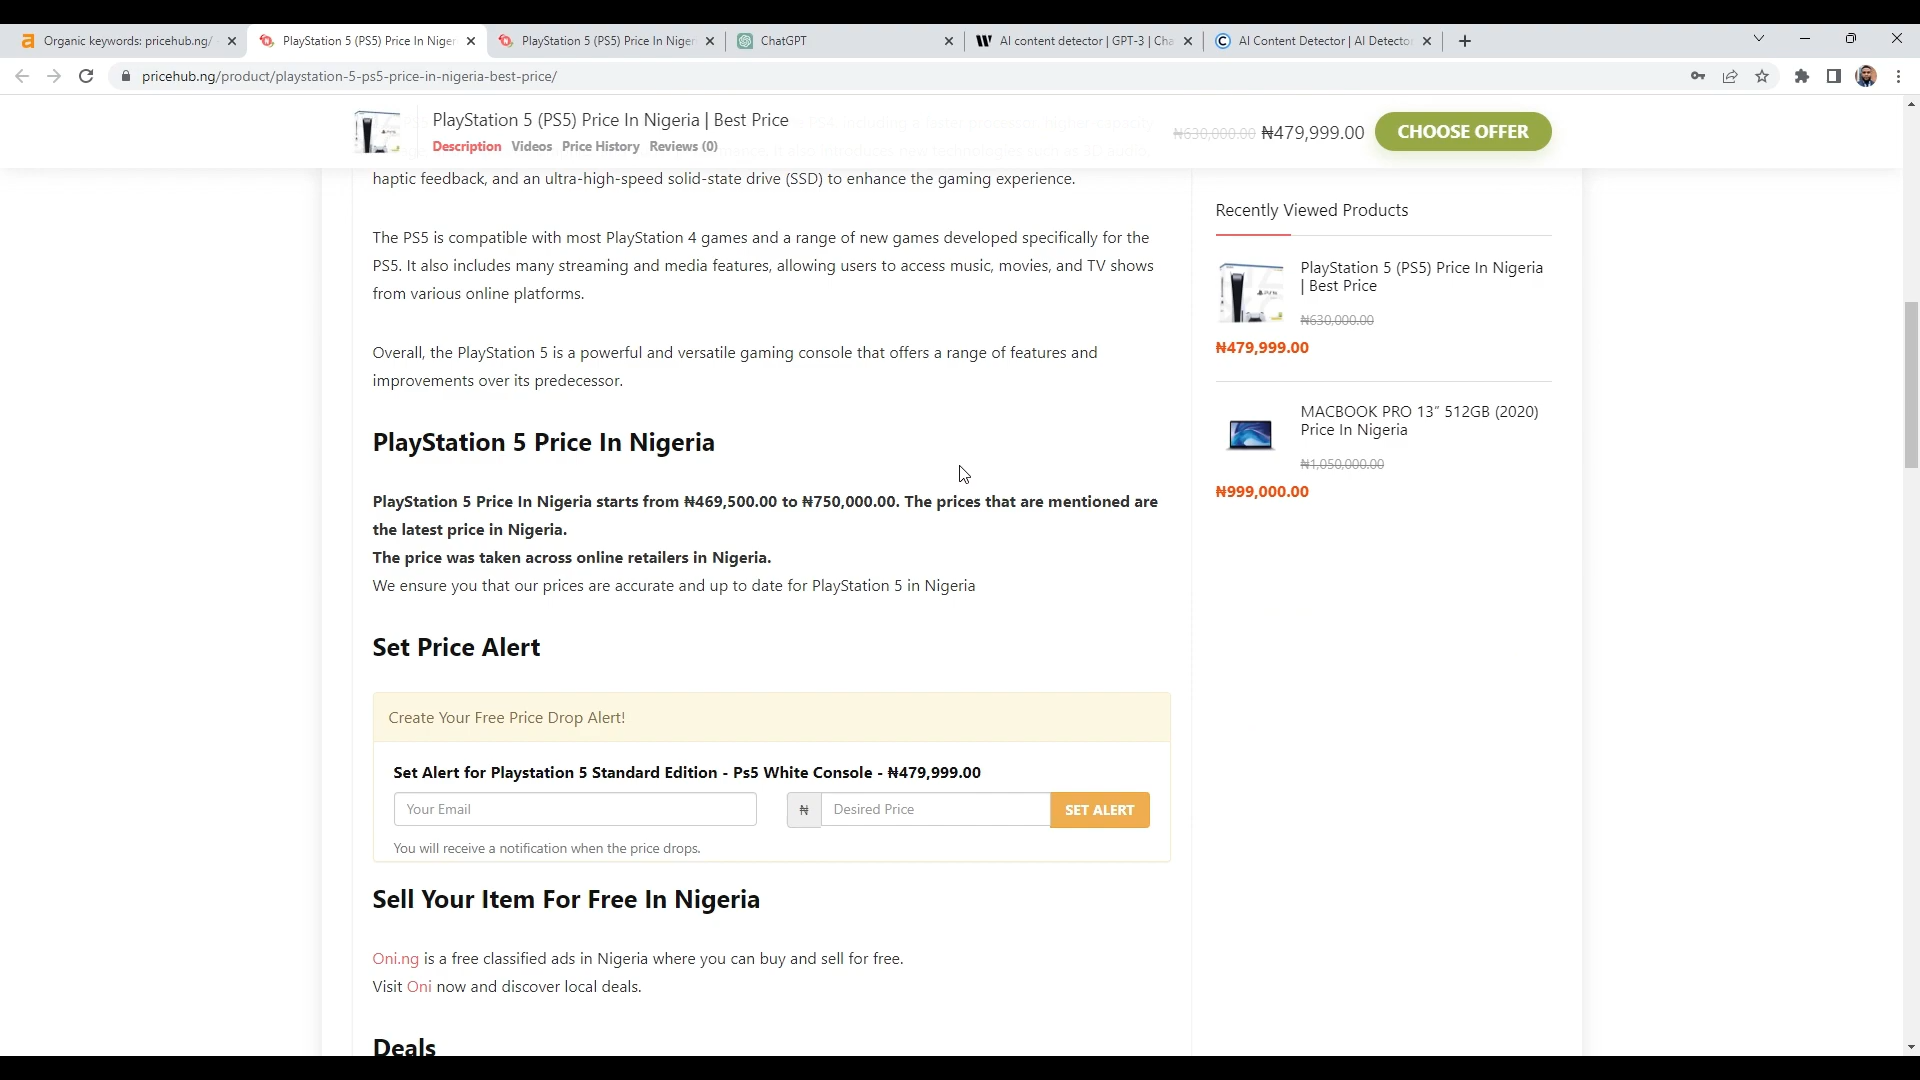 Organic keywords: pricehub.ng/
PlayStation 5 (PS5) Price In Niger
PlayStation 5 (PS5) Price In Niger
ChatGPT
AI content detector | GPT-3 | Cha
AI Content Detector | AI Detector
pricehub.ng/product/playstation-5-ps5-price-in-nigeria-best-price/
PlayStation 5 (PS5) Price In Nigeria | Best Price
Description Videos Price History Reviews (0)
₦630,000.00 ₦479,999.00
CHOOSE OFFER
haptic feedback, and an ultra-high-speed solid-state drive (SSD) to enhance the gaming experience.
The PS5 is compatible with most PlayStation 4 games and a range of new games developed specifically for the
PS5. It also includes many streaming and media features, allowing users to access music, movies, and TV shows
from various online platforms.
Overall, the PlayStation 5 is a powerful and versatile gaming console that offers a range of features and
improvements over its predecessor.
PlayStation 5 Price In Nigeria
PlayStation 5 Price In Nigeria starts from ₦469,500.00 to ₦750,000.00. The prices that are mentioned are
the latest price in Nigeria.
The price was taken across online retailers in Nigeria.
We ensure you that our prices are accurate and up to date for PlayStation 5 in Nigeria
Set Price Alert
Create Your Free Price Drop Alert!
Set Alert for Playstation 5 Standard Edition - Ps5 White Console - ₦479,999.00
Your Email
₦ Desired Price
SET ALERT
You will receive a notification when the price drops.
Sell Your Item For Free In Nigeria
Oni.ng is a free classified ads in Nigeria where you can buy and sell for free.
Visit Oni now and discover local deals.
Deals
Recently Viewed Products
PlayStation 5 (PS5) Price In Nigeria
| Best Price
₦630,000.00
₦479,999.00
MACBOOK PRO 13″ 512GB (2020)
Price In Nigeria
₦1,050,000.00
₦999,000.00